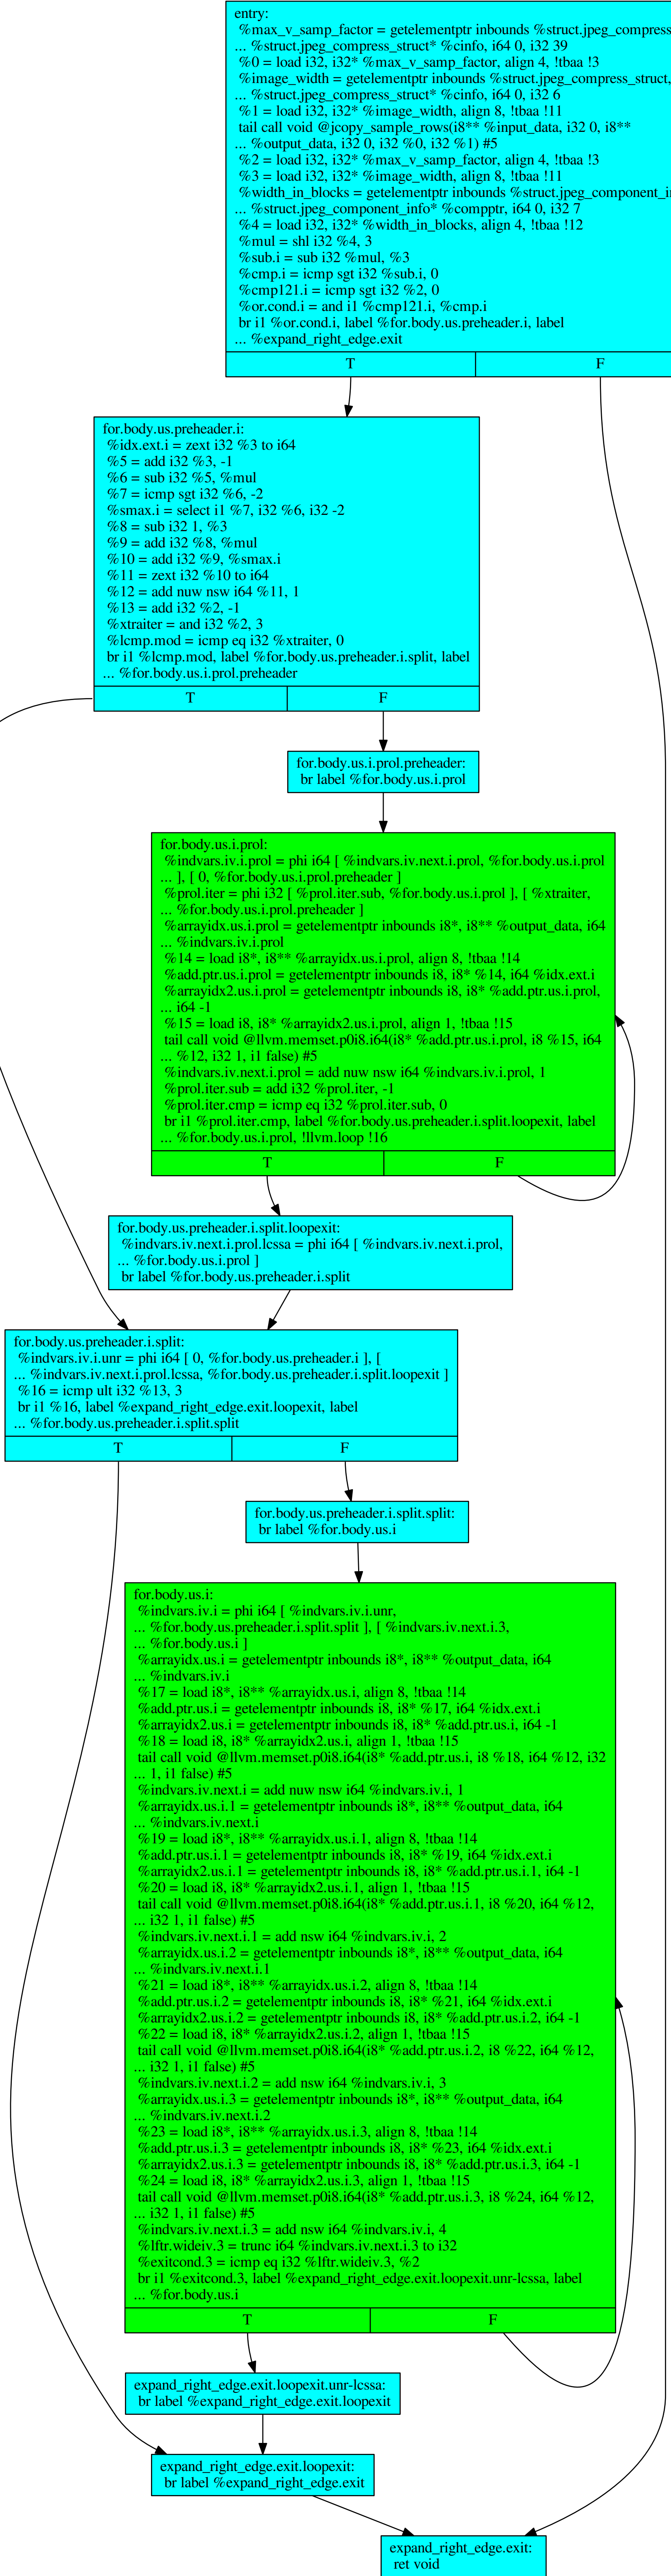 entry:
%max_v_samp_factor = getelementptr inbounds %struct.jpeg_compress
... %struct.jpeg_compress_struct* %cinfo, i64 0, i32 39
%0 = load i32, i32* %max_v_samp_factor, align 4, !tbaa !3
%image_width = getelementptr inbounds %struct.jpeg_compress_struct,
... %struct.jpeg_compress_struct* %cinfo, i64 0, i32 6
%1 = load i32, i32* %image_width, align 8, !tbaa !11
tail call void @jcopy_sample_rows(i8** %input_data, i32 0, i8**
... %output_data, i32 0, i32 %0, i32 %1) #5
%2 = load i32, i32* %max_v_samp_factor, align 4, !tbaa !3
%3 = load i32, i32* %image_width, align 8, !tbaa !11
%width_in_blocks = getelementptr inbounds %struct.jpeg_component_in
... %struct.jpeg_component_info* %compptr, i64 0, i32 7
%4 = load i32, i32* %width_in_blocks, align 4, !tbaa !12
%mul = shl i32 %4, 3
%sub.i = sub i32 %mul, %3
%cmp.i = icmp sgt i32 %sub.i, 0
%cmp121.i = icmp sgt i32 %2, 0
%or.cond.i = and i1 %cmp121.i, %cmp.i
br i1 %or.cond.i, label %for.body.us.preheader.i, label
... %expand_right_edge.exit
T F
for.body.us.preheader.i:
%idx.ext.i = zext i32 %3 to i64
%5 = add i32 %3, -1
%6 = sub i32 %5, %mul
%7 = icmp sgt i32 %6, -2
%smax.i = select i1 %7, i32 %6, i32 -2
%8 = sub i32 1, %3
%9 = add i32 %8, %mul
%10 = add i32 %9, %smax.i
%11 = zext i32 %10 to i64
%12 = add nuw nsw i64 %11, 1
%13 = add i32 %2, -1
%xtraiter = and i32 %2, 3
%lcmp.mod = icmp eq i32 %xtraiter, 0
br i1 %lcmp.mod, label %for.body.us.preheader.i.split, label
... %for.body.us.i.prol.preheader
T F
for.body.us.i.prol.preheader:
br label %for.body.us.i.prol
for.body.us.i.prol:
%indvars.iv.i.prol = phi i64 [ %indvars.iv.next.i.prol, %for.body.us.i.prol
... ], [ 0, %for.body.us.i.prol.preheader ]
%prol.iter = phi i32 [ %prol.iter.sub, %for.body.us.i.prol ], [ %xtraiter,
... %for.body.us.i.prol.preheader ]
%arrayidx.us.i.prol = getelementptr inbounds i8*, i8** %output_data, i64
... %indvars.iv.i.prol
%14 = load i8*, i8** %arrayidx.us.i.prol, align 8, !tbaa !14
%add.ptr.us.i.prol = getelementptr inbounds i8, i8* %14, i64 %idx.ext.i
%arrayidx2.us.i.prol = getelementptr inbounds i8, i8* %add.ptr.us.i.prol,
... i64 -1
%15 = load i8, i8* %arrayidx2.us.i.prol, align 1, !tbaa !15
tail call void @llvm.memset.p0i8.i64(i8* %add.ptr.us.i.prol, i8 %15, i64
... %12, i32 1, i1 false) #5
%indvars.iv.next.i.prol = add nuw nsw i64 %indvars.iv.i.prol, 1
%prol.iter.sub = add i32 %prol.iter, -1
%prol.iter.cmp = icmp eq i32 %prol.iter.sub, 0
br i1 %prol.iter.cmp, label %for.body.us.preheader.i.split.loopexit, label
... %for.body.us.i.prol, !llvm.loop !16
T F
for.body.us.preheader.i.split.loopexit:
%indvars.iv.next.i.prol.lcssa = phi i64 [ %indvars.iv.next.i.prol,
... %for.body.us.i.prol ]
br label %for.body.us.preheader.i.split
for.body.us.preheader.i.split:
%indvars.iv.i.unr = phi i64 [ 0, %for.body.us.preheader.i ], [
... %indvars.iv.next.i.prol.lcssa, %for.body.us.preheader.i.split.loopexit ]
%16 = icmp ult i32 %13, 3
br i1 %16, label %expand_right_edge.exit.loopexit, label
... %for.body.us.preheader.i.split.split
T F
for.body.us.preheader.i.split.split:
br label %for.body.us.i
for.body.us.i:
%indvars.iv.i = phi i64 [ %indvars.iv.i.unr,
... %for.body.us.preheader.i.split.split ], [ %indvars.iv.next.i.3,
... %for.body.us.i ]
%arrayidx.us.i = getelementptr inbounds i8*, i8** %output_data, i64
... %indvars.iv.i
%17 = load i8*, i8** %arrayidx.us.i, align 8, !tbaa !14
%add.ptr.us.i = getelementptr inbounds i8, i8* %17, i64 %idx.ext.i
%arrayidx2.us.i = getelementptr inbounds i8, i8* %add.ptr.us.i, i64 -1
%18 = load i8, i8* %arrayidx2.us.i, align 1, !tbaa !15
tail call void @llvm.memset.p0i8.i64(i8* %add.ptr.us.i, i8 %18, i64 %12, i32
... 1, i1 false) #5
%indvars.iv.next.i = add nuw nsw i64 %indvars.iv.i, 1
%arrayidx.us.i.1 = getelementptr inbounds i8*, i8** %output_data, i64
... %indvars.iv.next.i
%19 = load i8*, i8** %arrayidx.us.i.1, align 8, !tbaa !14
%add.ptr.us.i.1 = getelementptr inbounds i8, i8* %19, i64 %idx.ext.i
%arrayidx2.us.i.1 = getelementptr inbounds i8, i8* %add.ptr.us.i.1, i64 -1
%20 = load i8, i8* %arrayidx2.us.i.1, align 1, !tbaa !15
tail call void @llvm.memset.p0i8.i64(i8* %add.ptr.us.i.1, i8 %20, i64 %12,
... i32 1, i1 false) #5
%indvars.iv.next.i.1 = add nsw i64 %indvars.iv.i, 2
%arrayidx.us.i.2 = getelementptr inbounds i8*, i8** %output_data, i64
... %indvars.iv.next.i.1
%21 = load i8*, i8** %arrayidx.us.i.2, align 8, !tbaa !14
%add.ptr.us.i.2 = getelementptr inbounds i8, i8* %21, i64 %idx.ext.i
%arrayidx2.us.i.2 = getelementptr inbounds i8, i8* %add.ptr.us.i.2, i64 -1
%22 = load i8, i8* %arrayidx2.us.i.2, align 1, !tbaa !15
tail call void @llvm.memset.p0i8.i64(i8* %add.ptr.us.i.2, i8 %22, i64 %12,
... i32 1, i1 false) #5
%indvars.iv.next.i.2 = add nsw i64 %indvars.iv.i, 3
%arrayidx.us.i.3 = getelementptr inbounds i8*, i8** %output_data, i64
... %indvars.iv.next.i.2
%23 = load i8*, i8** %arrayidx.us.i.3, align 8, !tbaa !14
%add.ptr.us.i.3 = getelementptr inbounds i8, i8* %23, i64 %idx.ext.i
%arrayidx2.us.i.3 = getelementptr inbounds i8, i8* %add.ptr.us.i.3, i64 -1
%24 = load i8, i8* %arrayidx2.us.i.3, align 1, !tbaa !15
tail call void @llvm.memset.p0i8.i64(i8* %add.ptr.us.i.3, i8 %24, i64 %12,
... i32 1, i1 false) #5
%indvars.iv.next.i.3 = add nsw i64 %indvars.iv.i, 4
%lftr.wideiv.3 = trunc i64 %indvars.iv.next.i.3 to i32
%exitcond.3 = icmp eq i32 %lftr.wideiv.3, %2
br i1 %exitcond.3, label %expand_right_edge.exit.loopexit.unr-lcssa, label
... %for.body.us.i
T F
expand_right_edge.exit.loopexit.unr-lcssa:
br label %expand_right_edge.exit.loopexit
expand_right_edge.exit.loopexit:
br label %expand_right_edge.exit
expand_right_edge.exit:
ret void